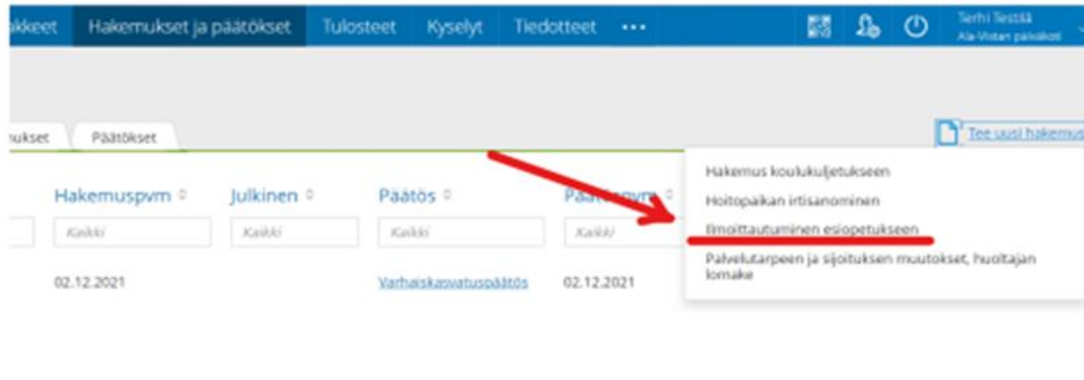 Hakemukset ja päätökset Tulosteet Kyselyt Tiedotteet ... Terhi Testilä
Ala-Vistan päiväkoti
Päätökset Tee uusi hakemus
Hakemus koulukuljetukseen
Hakemuspvm Julkinen Päätös
Hoitopaikan irtisanominen
Kaikki Kaikki Kaikki Kaikki
Ilmoittautuminen esiopetukseen
Palvelutarpeen ja sijoituksen muutokset, huoltajan
lomake
02.12.2021 Varhaiskasvatuspäätös 02.12.2021